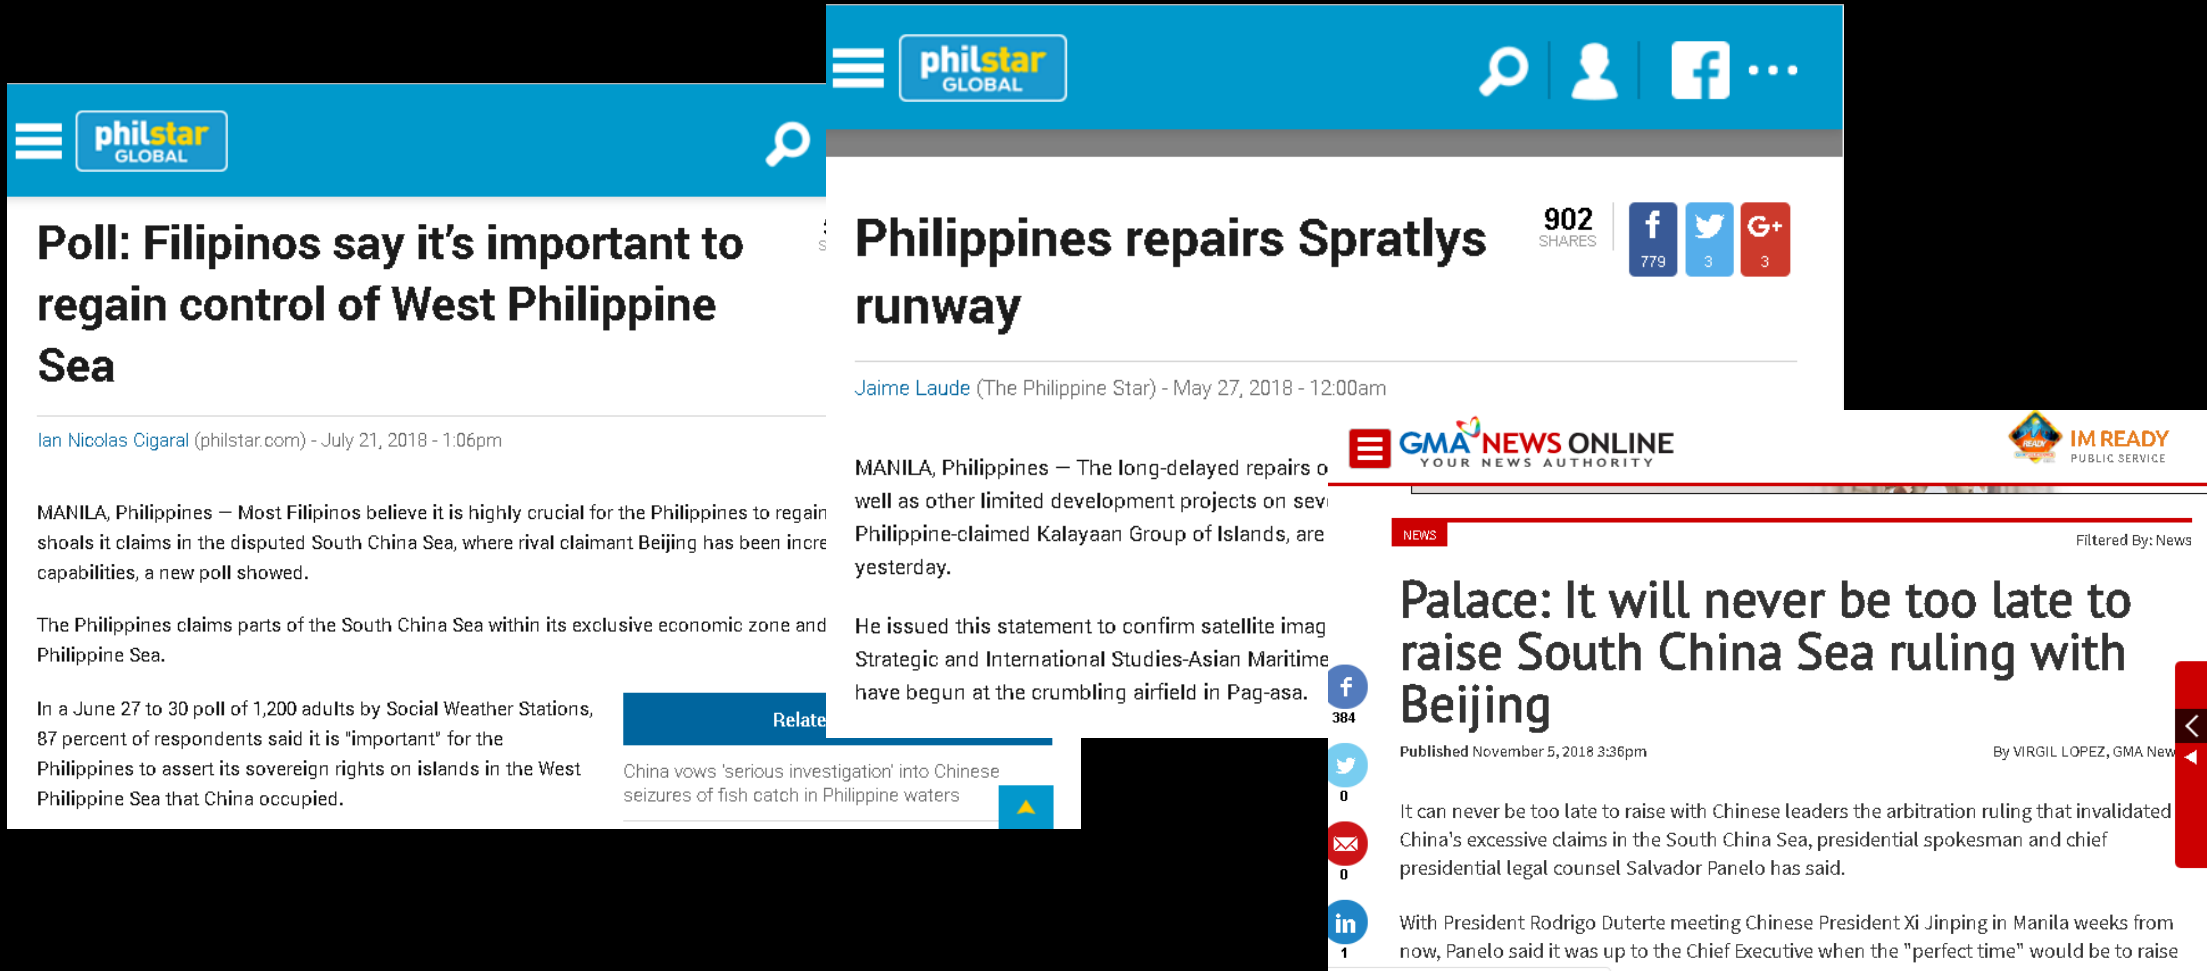 philstar
GLOBAL
Poll: Filipinos say it's important to
regain control of West Philippine
Sea
Ian Nicolas Cigaral (philstar.com) - July 21, 2018 - 1:06pm
MANILA, Philippines — Most Filipinos believe it is highly crucial for the Philippines to regain
shoals it claims in the disputed South China Sea, where rival claimant Beijing has been incre
capabilities, a new poll showed.
The Philippines claims parts of the South China Sea within its exclusive economic zone and
Philippine Sea.
In a June 27 to 30 poll of 1,200 adults by Social Weather Stations,
87 percent of respondents said it is "important" for the
Philippines to assert its sovereign rights on islands in the West
Philippine Sea that China occupied.
Relate
China vows 'serious investigation' into Chinese
seizures of fish catch in Philippine waters
philstar
GLOBAL
Philippines repairs Spratlys
runway
902
SHARES
779
3
G+
3
Jaime Laude (The Philippine Star) - May 27, 2018 - 12:00am
MANILA, Philippines — The long-delayed repairs o
well as other limited development projects on sev
Philippine-claimed Kalayaan Group of Islands, are
yesterday.
He issued this statement to confirm satellite imag
Strategic and International Studies-Asian Maritime
have begun at the crumbling airfield in Pag-asa.
GMA NEWS ONLINE
YOUR NEWS AUTHORITY
READY
IM READY
PUBLIC SERVICE
NEWS
Filtered By: News
Palace: It will never be too late to
raise South China Sea ruling with
Beijing
Published November 5, 2018 3:36pm
By VIRGIL LOPEZ, GMA New
384
0
0
in
1
It can never be too late to raise with Chinese leaders the arbitration ruling that invalidated
China's excessive claims in the South China Sea, presidential spokesman and chief
presidential legal counsel Salvador Panelo has said.
With President Rodrigo Duterte meeting Chinese President Xi Jinping in Manila weeks from
now, Panelo said it was up to the Chief Executive when the "perfect time" would be to raise